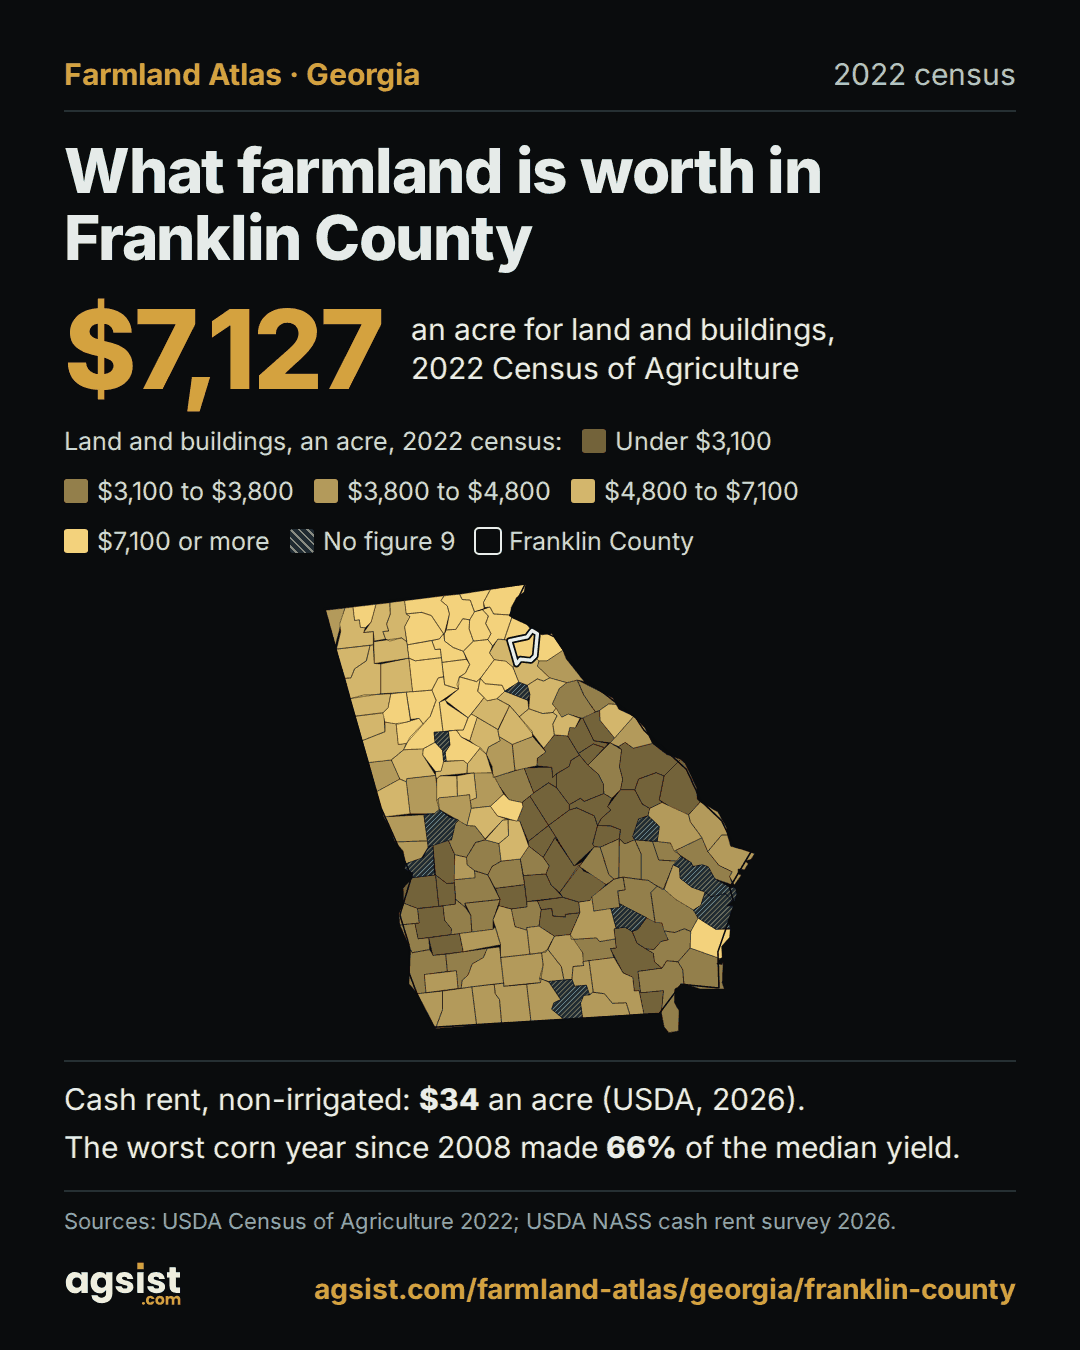 Farmland Atlas · Georgia
2022 census
What farmland is worth in
Franklin County
$7,127
an acre for land and buildings,
2022 Census of Agriculture
Land and buildings, an acre, 2022 census: Under $3,100
$3,100 to $3,800 $3,800 to $4,800 $4,800 to $7,100
$7,100 or more No figure 9 Franklin County
Cash rent, non-irrigated: $34 an acre (USDA, 2026).
The worst corn year since 2008 made 66% of the median yield.
Sources: USDA Census of Agriculture 2022; USDA NASS cash rent survey 2026.
agsist
.com
agsist.com/farmland-atlas/georgia/franklin-county